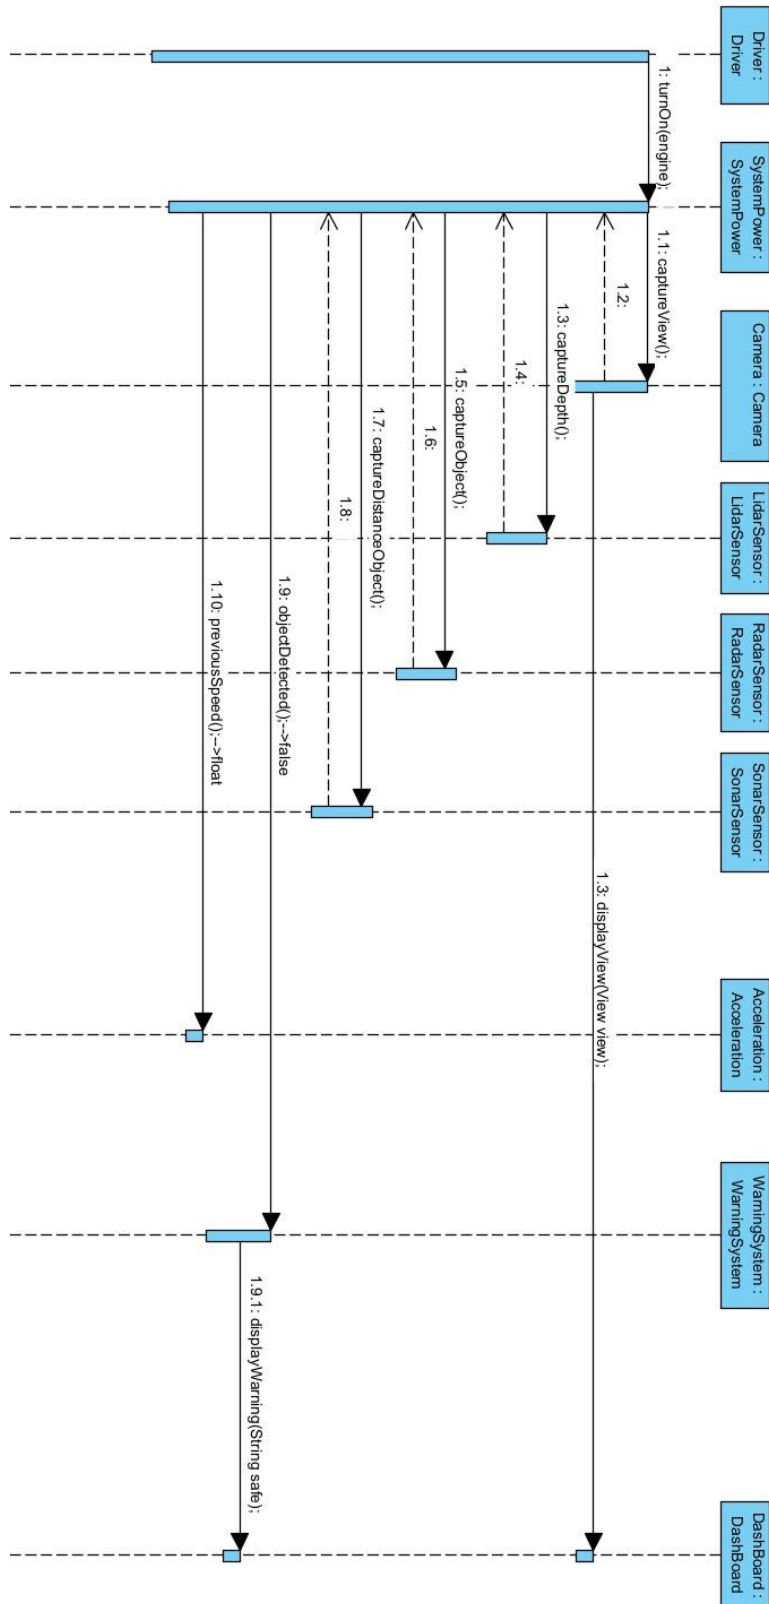 Driver :
Driver
SystemPower :
SystemPower
Camera : Camera
LidarSensor :
LidarSensor
RadarSensor :
RadarSensor
SonarSensor :
SonarSensor
Acceleration :
Acceleration
WarningSystem :
WarningSystem
DashBoard :
DashBoard
1: turnOn(engine);
1.1: captureView();
1.2:
1.3: displayView(View view);
1.3: captureDepth();
1.4:
1.5: captureObject();
1.6:
1.7: captureDistanceObject();
1.8:
1.9: objectDetected();-->false
1.9.1: displayWarning(String safe);
1.10: previousSpeed();-->float